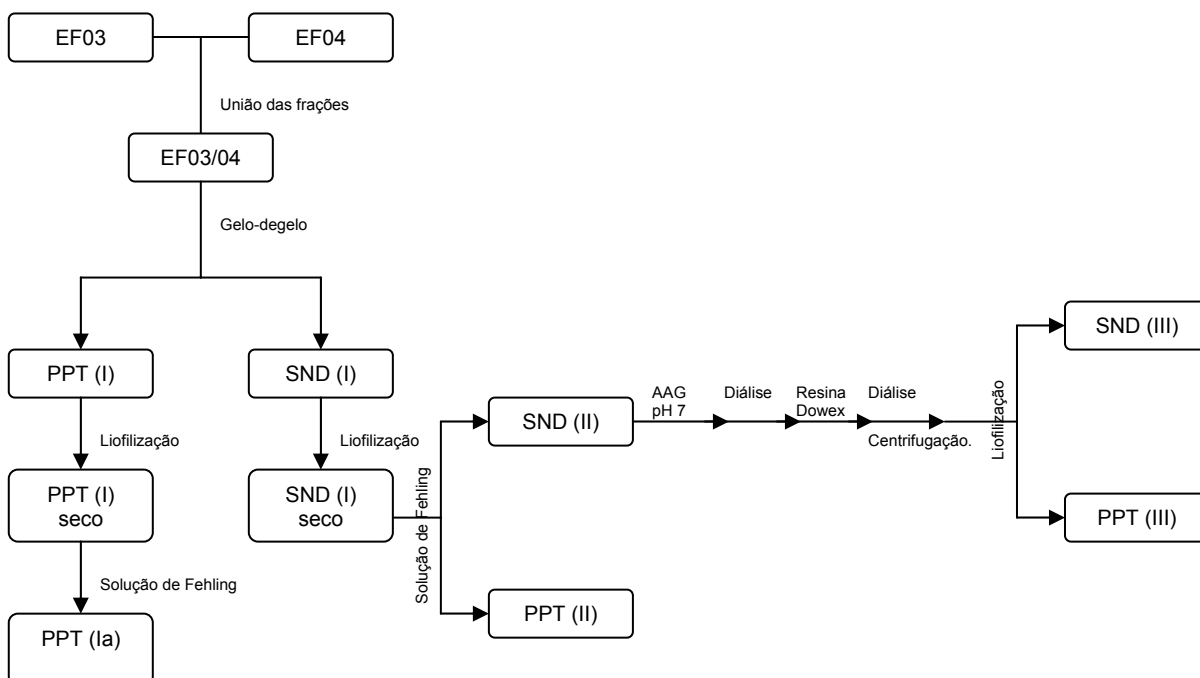 EF03
EF04
União das frações
EF03/04
Gelo-degelo
PPT (I)
SND (I)
Liofilização
Liofilização
PPT (I)
seco
SND (I)
seco
Solução de Fehling
PPT (Ia)
Solução de Fehling
SND (II)
PPT (II)
AAG
pH 7
Diálise
Resina
Dowex
Diálise
Centrifugação.
Liofilização
SND (III)
PPT (III)